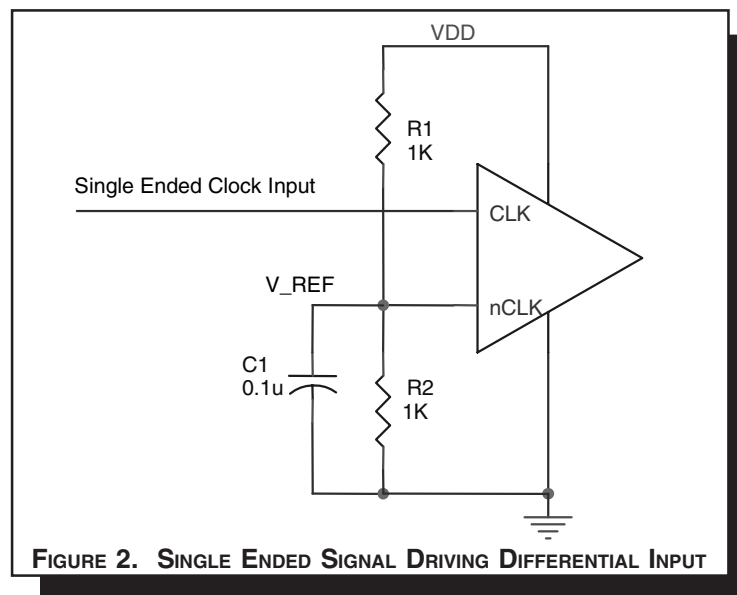 VDD
R1
1K
Single Ended Clock Input
CLK
V_REF
nCLK
C1
0.1u
R2
1K
FIGURE 2. SINGLE ENDED SIGNAL DRIVING DIFFERENTIAL INPUT